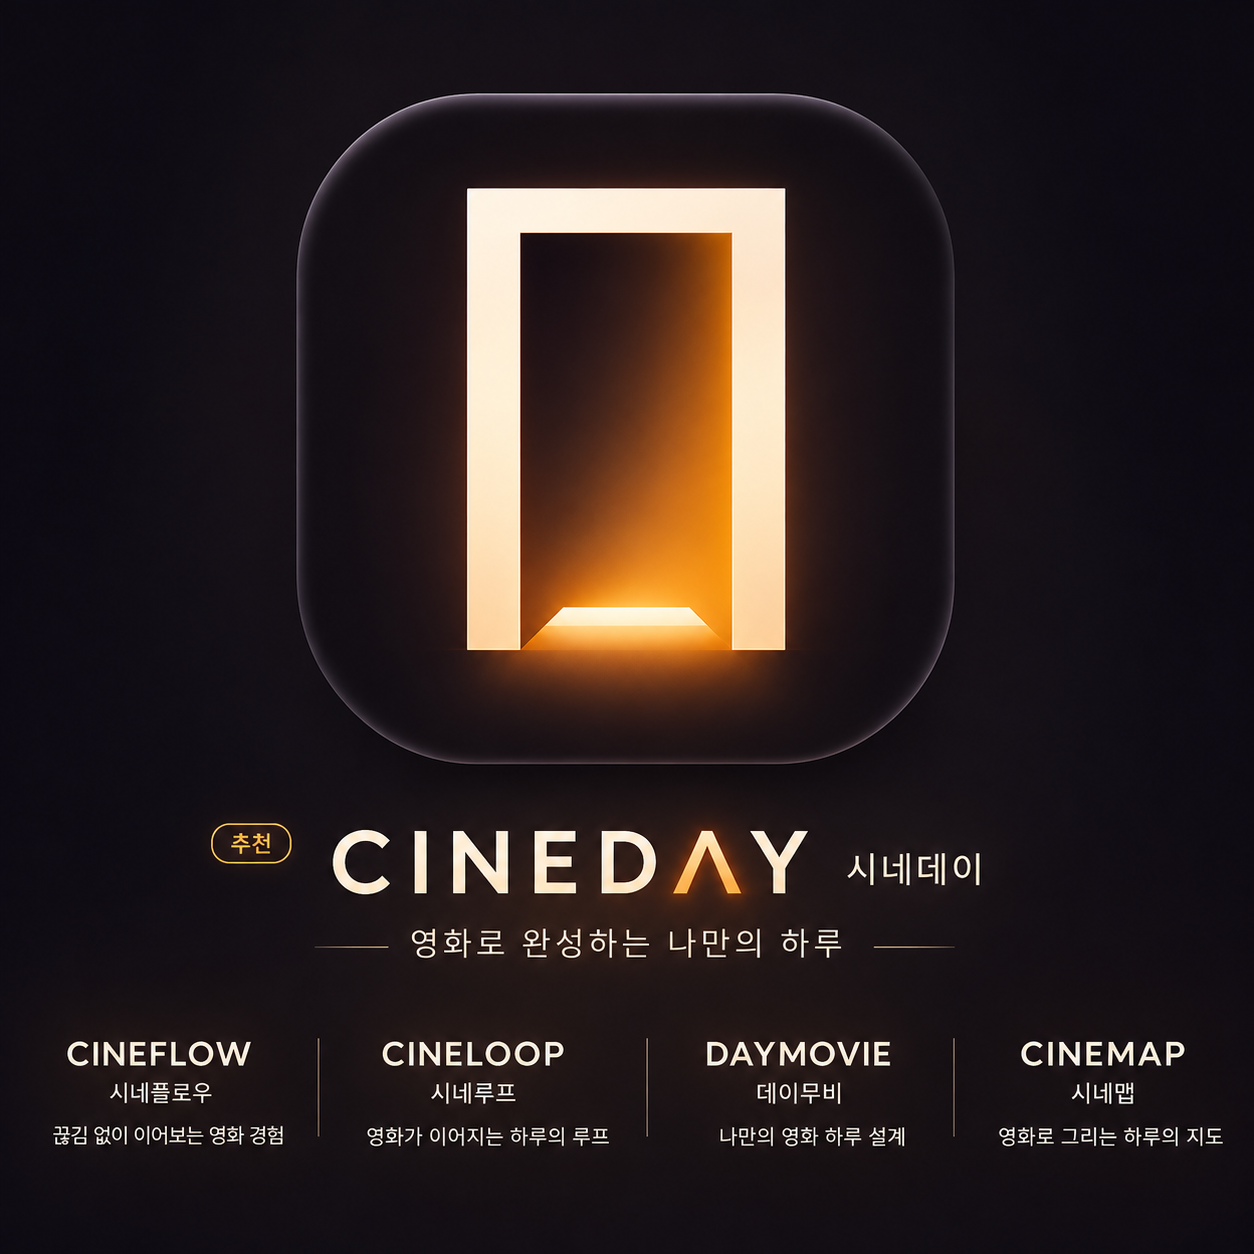 추천
CINEDAY 시네데이
영화로 완성하는 나만의 하루
CINEFLOW
시네플로우
끊김 없이 이어보는 영화 경험
CINELOOP
시네루프
영화가 이어지는 하루의 루프
DAYMOVIE
데이무비
나만의 영화 하루 설계
CINEMAP
시네맵
영화로 그리는 하루의 지도